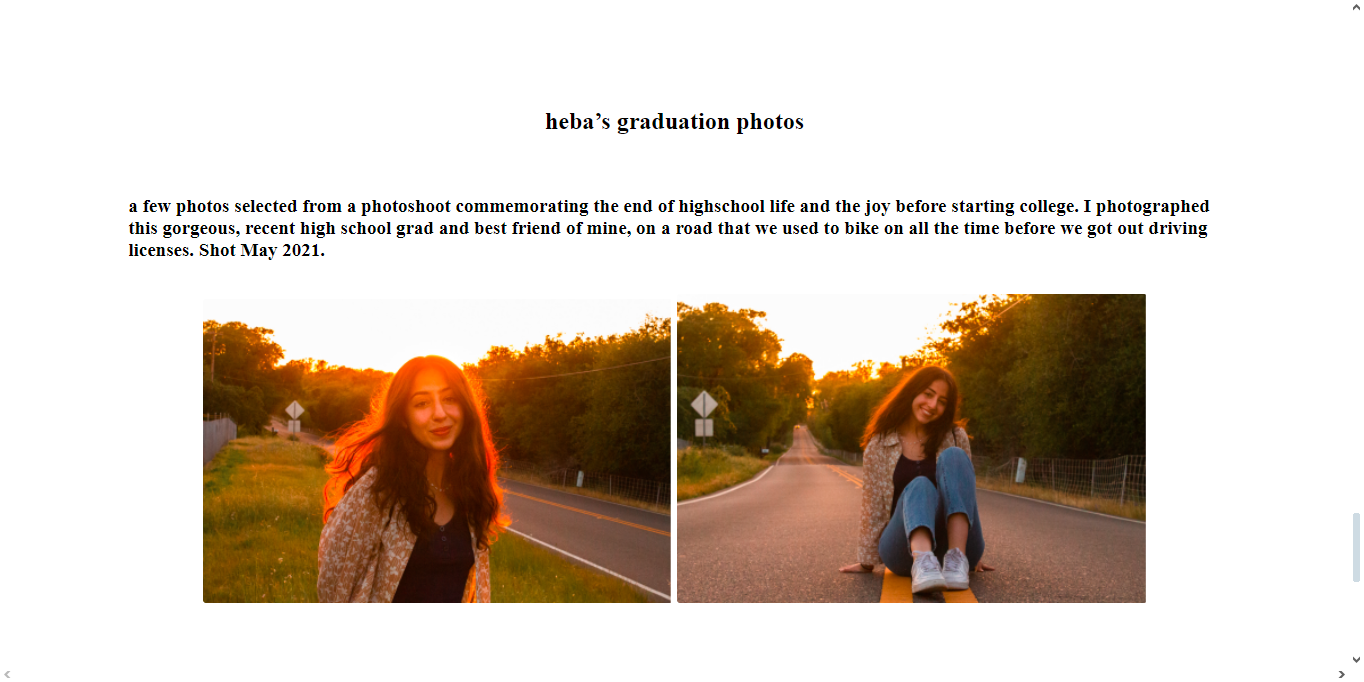 heba’s graduation photos
a few photos selected from a photoshoot commemorating the end of highschool life and the joy before starting college. I photographed
this gorgeous, recent high school grad and best friend of mine, on a road that we used to bike on all the time before we got out driving
licenses. Shot May 2021.